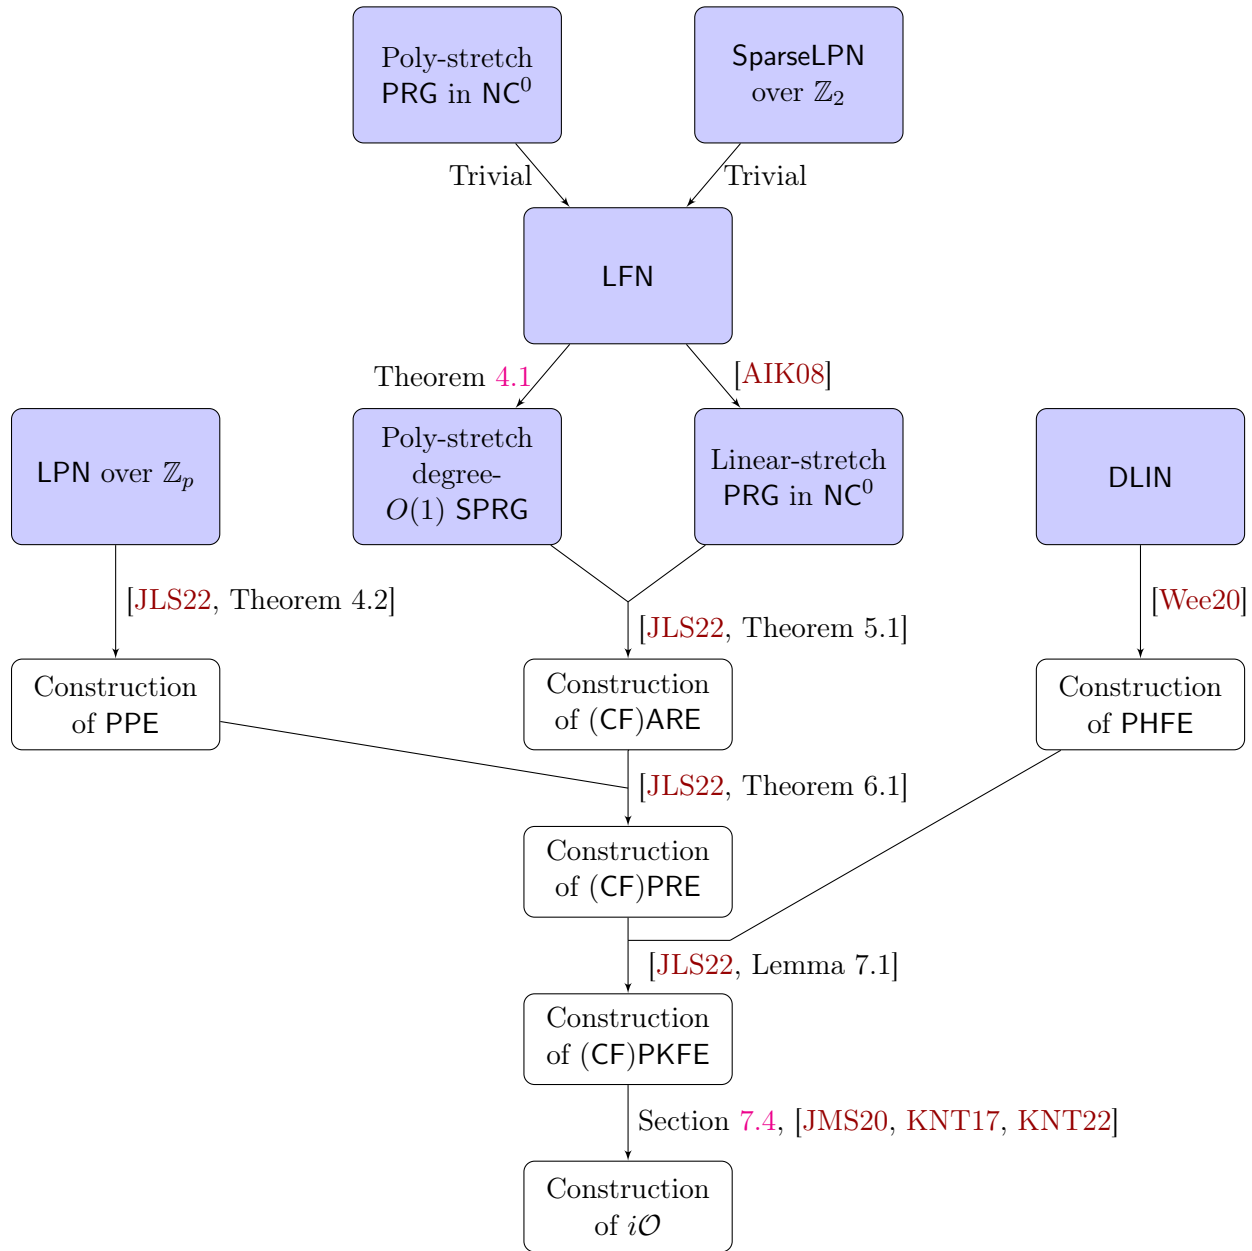 Poly-stretch
PRG in NC⁰
SparseLPN
over ℤ₂
Trivial
Trivial
LFN
Theorem 4.1
[AIK08]
LPN over ℤₚ
Poly-stretch
degree-
O(1) SPRG
Linear-stretch
PRG in NC⁰
DLIN
[JLS22, Theorem 4.2]
[JLS22, Theorem 5.1]
[Wee20]
Construction
of PPE
Construction
of (CF)ARE
Construction
of PHFE
[JLS22, Theorem 6.1]
Construction
of (CF)PRE
[JLS22, Lemma 7.1]
Construction
of (CF)PKFE
Section 7.4, [JMS20, KNT17, KNT22]
Construction
of i𝒪